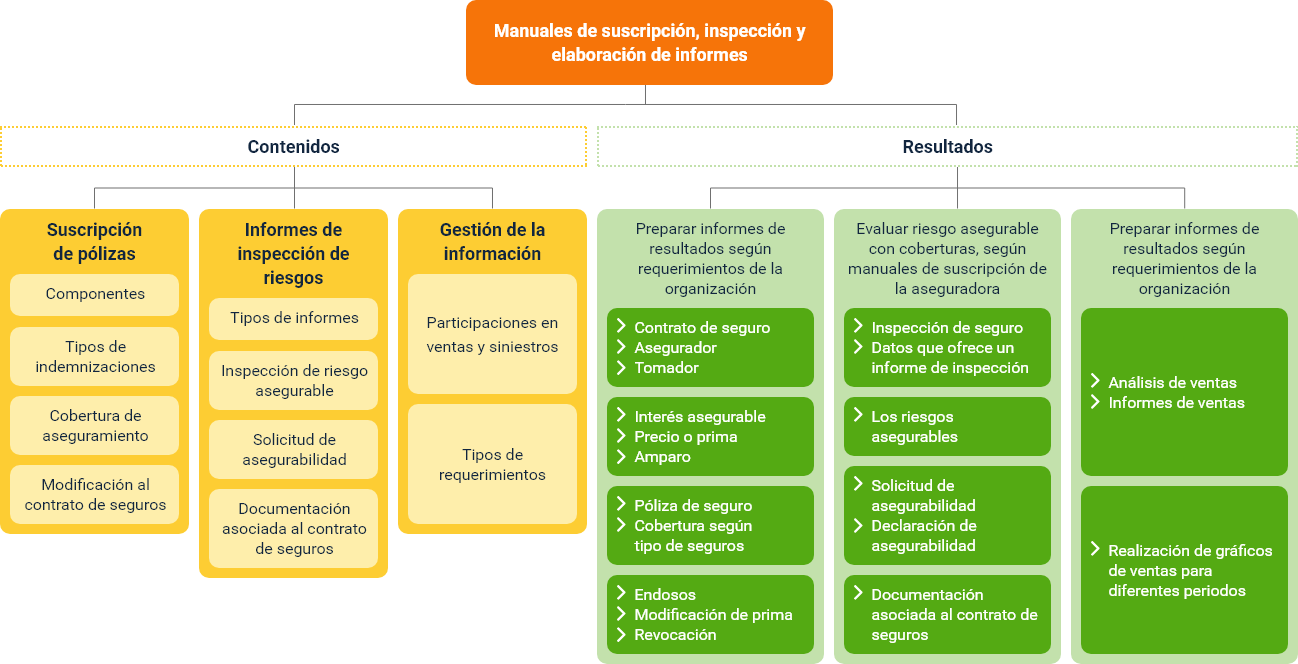 Manuales de suscripción, inspección y
elaboración de informes
Contenidos
Suscripción
de pólizas
Componentes
Tipos de
indemnizaciones
Cobertura de
aseguramiento
Modificación al
contrato de seguros
Informes de
inspección de
riesgos
Tipos de informes
Inspección de riesgo
asegurable
Solicitud de
asegurabilidad
Documentación
asociada al contrato
de seguros
Gestión de la
información
Participaciones en
ventas y siniestros
Tipos de
requerimientos
Resultados
Preparar informes de
resultados según
requerimientos de la
organización
Contrato de seguro
Asegurador
Tomador
Interés asegurable
Precio o prima
Amparo
Póliza de seguro
Cobertura según
tipo de seguros
Endosos
Modificación de prima
Revocación
Evaluar riesgo asegurable
con coberturas, según
manuales de suscripción de
la aseguradora
Inspección de seguro
Datos que ofrece un
informe de inspección
Los riesgos
asegurables
Solicitud de
asegurabilidad
Declaración de
asegurabilidad
Documentación
asociada al contrato de
seguros
Preparar informes de
resultados según
requerimientos de la
organización
Análisis de ventas
Informes de ventas
Realización de gráficos
de ventas para
diferentes periodos